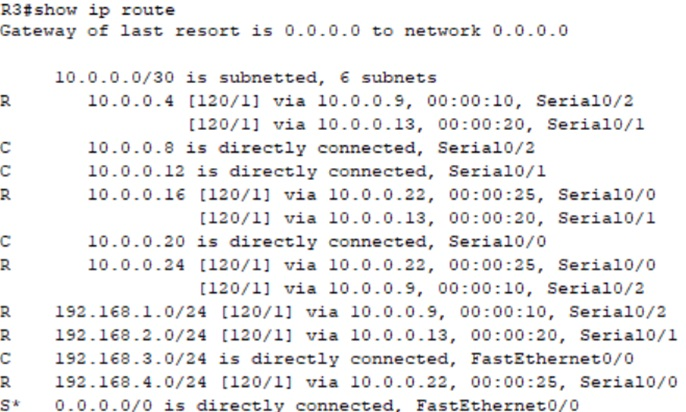 R3#show ip route
Gateway of last resort is 0.0.0.0 to network 0.0.0.0
10.0.0.0/30 is subnetted, 6 subnets
R 10.0.0.4 [120/1] via 10.0.0.9, 00:00:10, Serial0/2
[120/1] via 10.0.0.13, 00:00:20, Serial0/1
C 10.0.0.8 is directly connected, Serial0/2
C 10.0.0.12 is directly connected, Serial0/1
R 10.0.0.16 [120/1] via 10.0.0.22, 00:00:25, Serial0/0
[120/1] via 10.0.0.13, 00:00:20, Serial0/1
C 10.0.0.20 is directly connected, Serial0/0
R 10.0.0.24 [120/1] via 10.0.0.22, 00:00:25, Serial0/0
[120/1] via 10.0.0.9, 00:00:10, Serial0/2
R 192.168.1.0/24 [120/1] via 10.0.0.9, 00:00:10, Serial0/2
R 192.168.2.0/24 [120/1] via 10.0.0.13, 00:00:20, Serial0/1
C 192.168.3.0/24 is directly connected, FastEthernet0/0
R 192.168.4.0/24 [120/1] via 10.0.0.22, 00:00:25, Serial0/0
S* 0.0.0.0/0 is directly connected, FastEthernet0/0